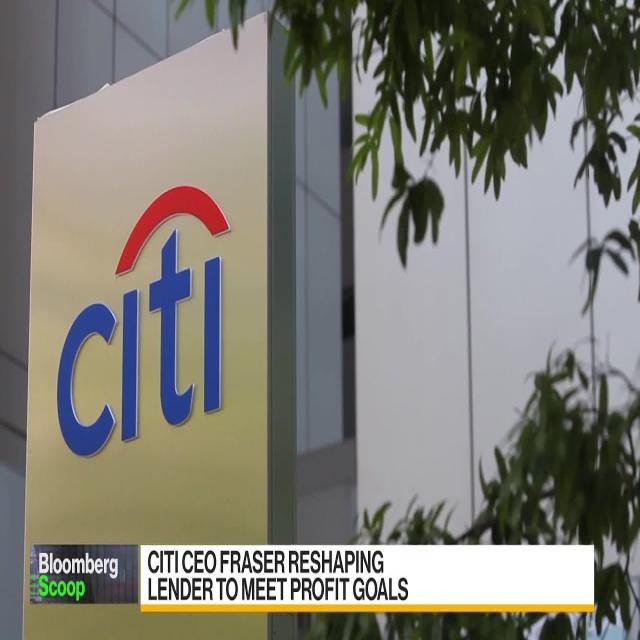 citi
Bloomberg
Scoop
CITI CEO FRASER RESHAPING
LENDER TO MEET PROFIT GOALS